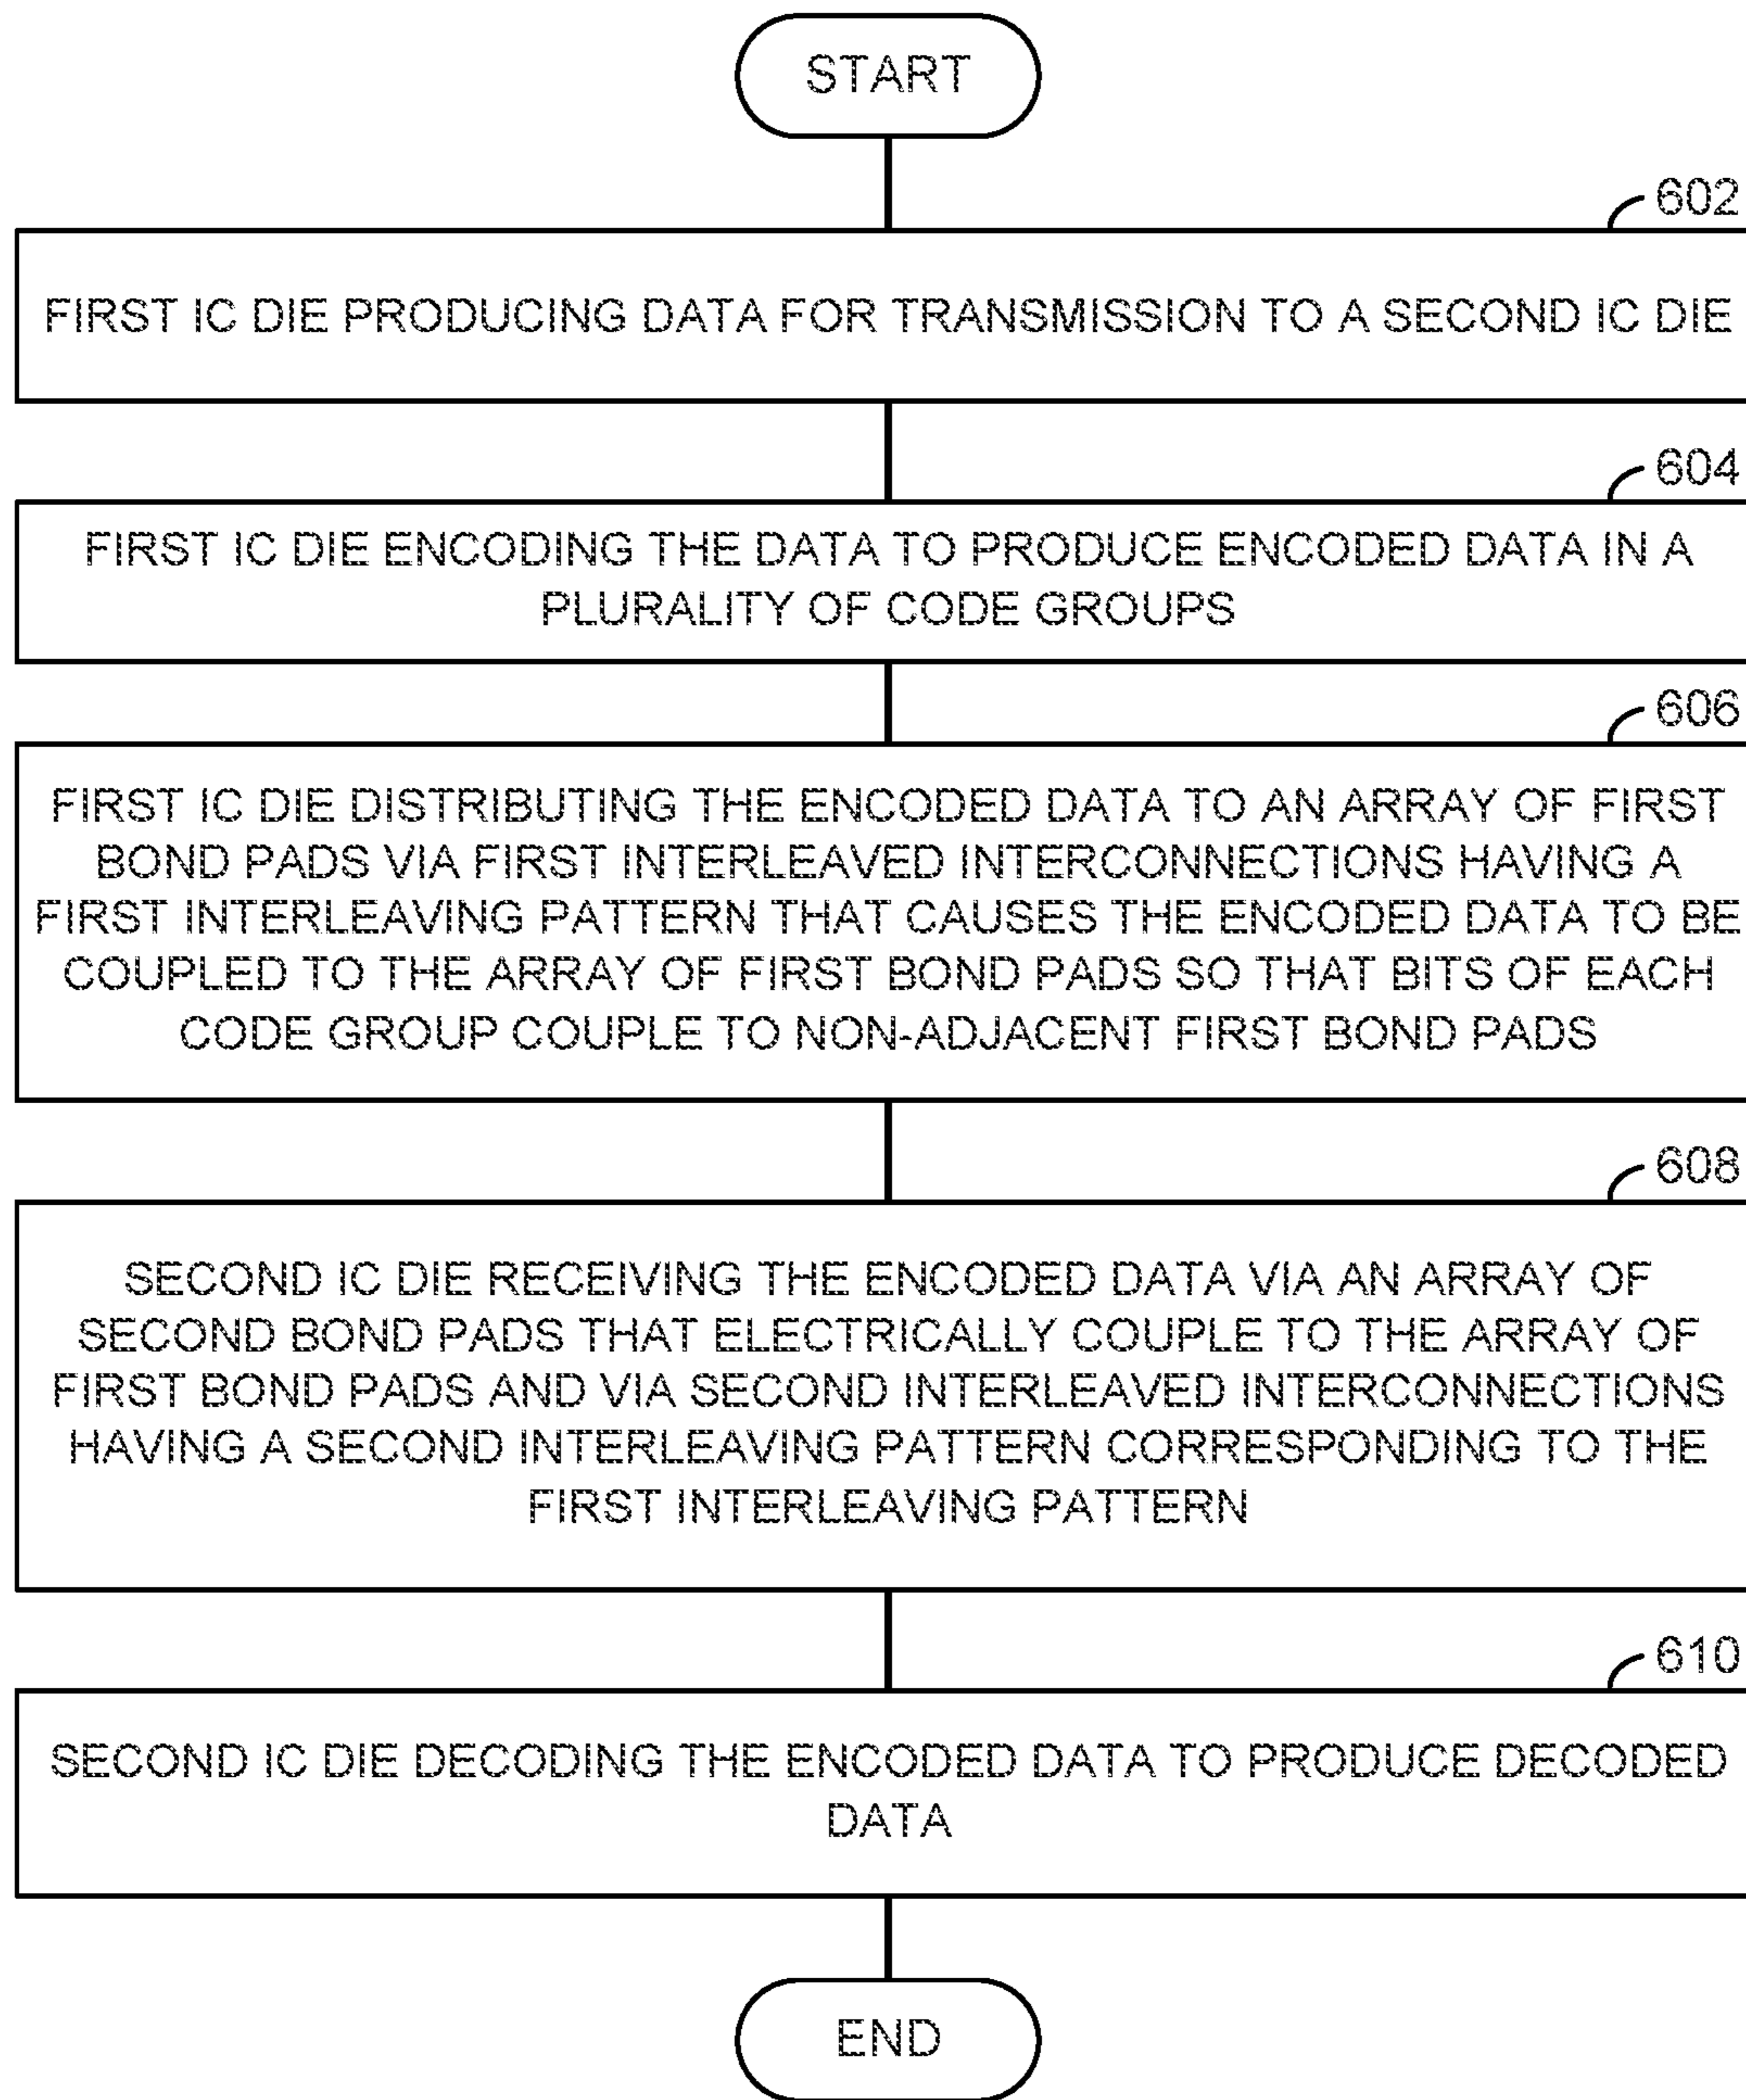 START
602
FIRST IC DIE PRODUCING DATA FOR TRANSMISSION TO A SECOND IC DIE
604
FIRST IC DIE ENCODING THE DATA TO PRODUCE ENCODED DATA IN A
PLURALITY OF CODE GROUPS
606
FIRST IC DIE DISTRIBUTING THE ENCODED DATA TO AN ARRAY OF FIRST
BOND PADS VIA FIRST INTERLEAVED INTERCONNECTIONS HAVING A
FIRST INTERLEAVING PATTERN THAT CAUSES THE ENCODED DATA TO BE
COUPLED TO THE ARRAY OF FIRST BOND PADS SO THAT BITS OF EACH
CODE GROUP COUPLE TO NON-ADJACENT FIRST BOND PADS
608
SECOND IC DIE RECEIVING THE ENCODED DATA VIA AN ARRAY OF
SECOND BOND PADS THAT ELECTRICALLY COUPLE TO THE ARRAY OF
FIRST BOND PADS AND VIA SECOND INTERLEAVED INTERCONNECTIONS
HAVING A SECOND INTERLEAVING PATTERN CORRESPONDING TO THE
FIRST INTERLEAVING PATTERN
610
SECOND IC DIE DECODING THE ENCODED DATA TO PRODUCE DECODED
DATA
END